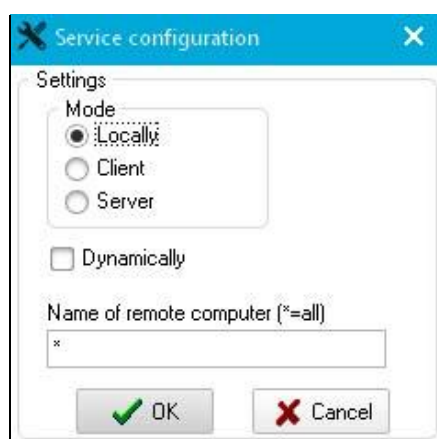 Service configuration
Settings
Mode
Locally
Client
Server
Dynamically
Name of remote computer (*=all)
*
OK
Cancel